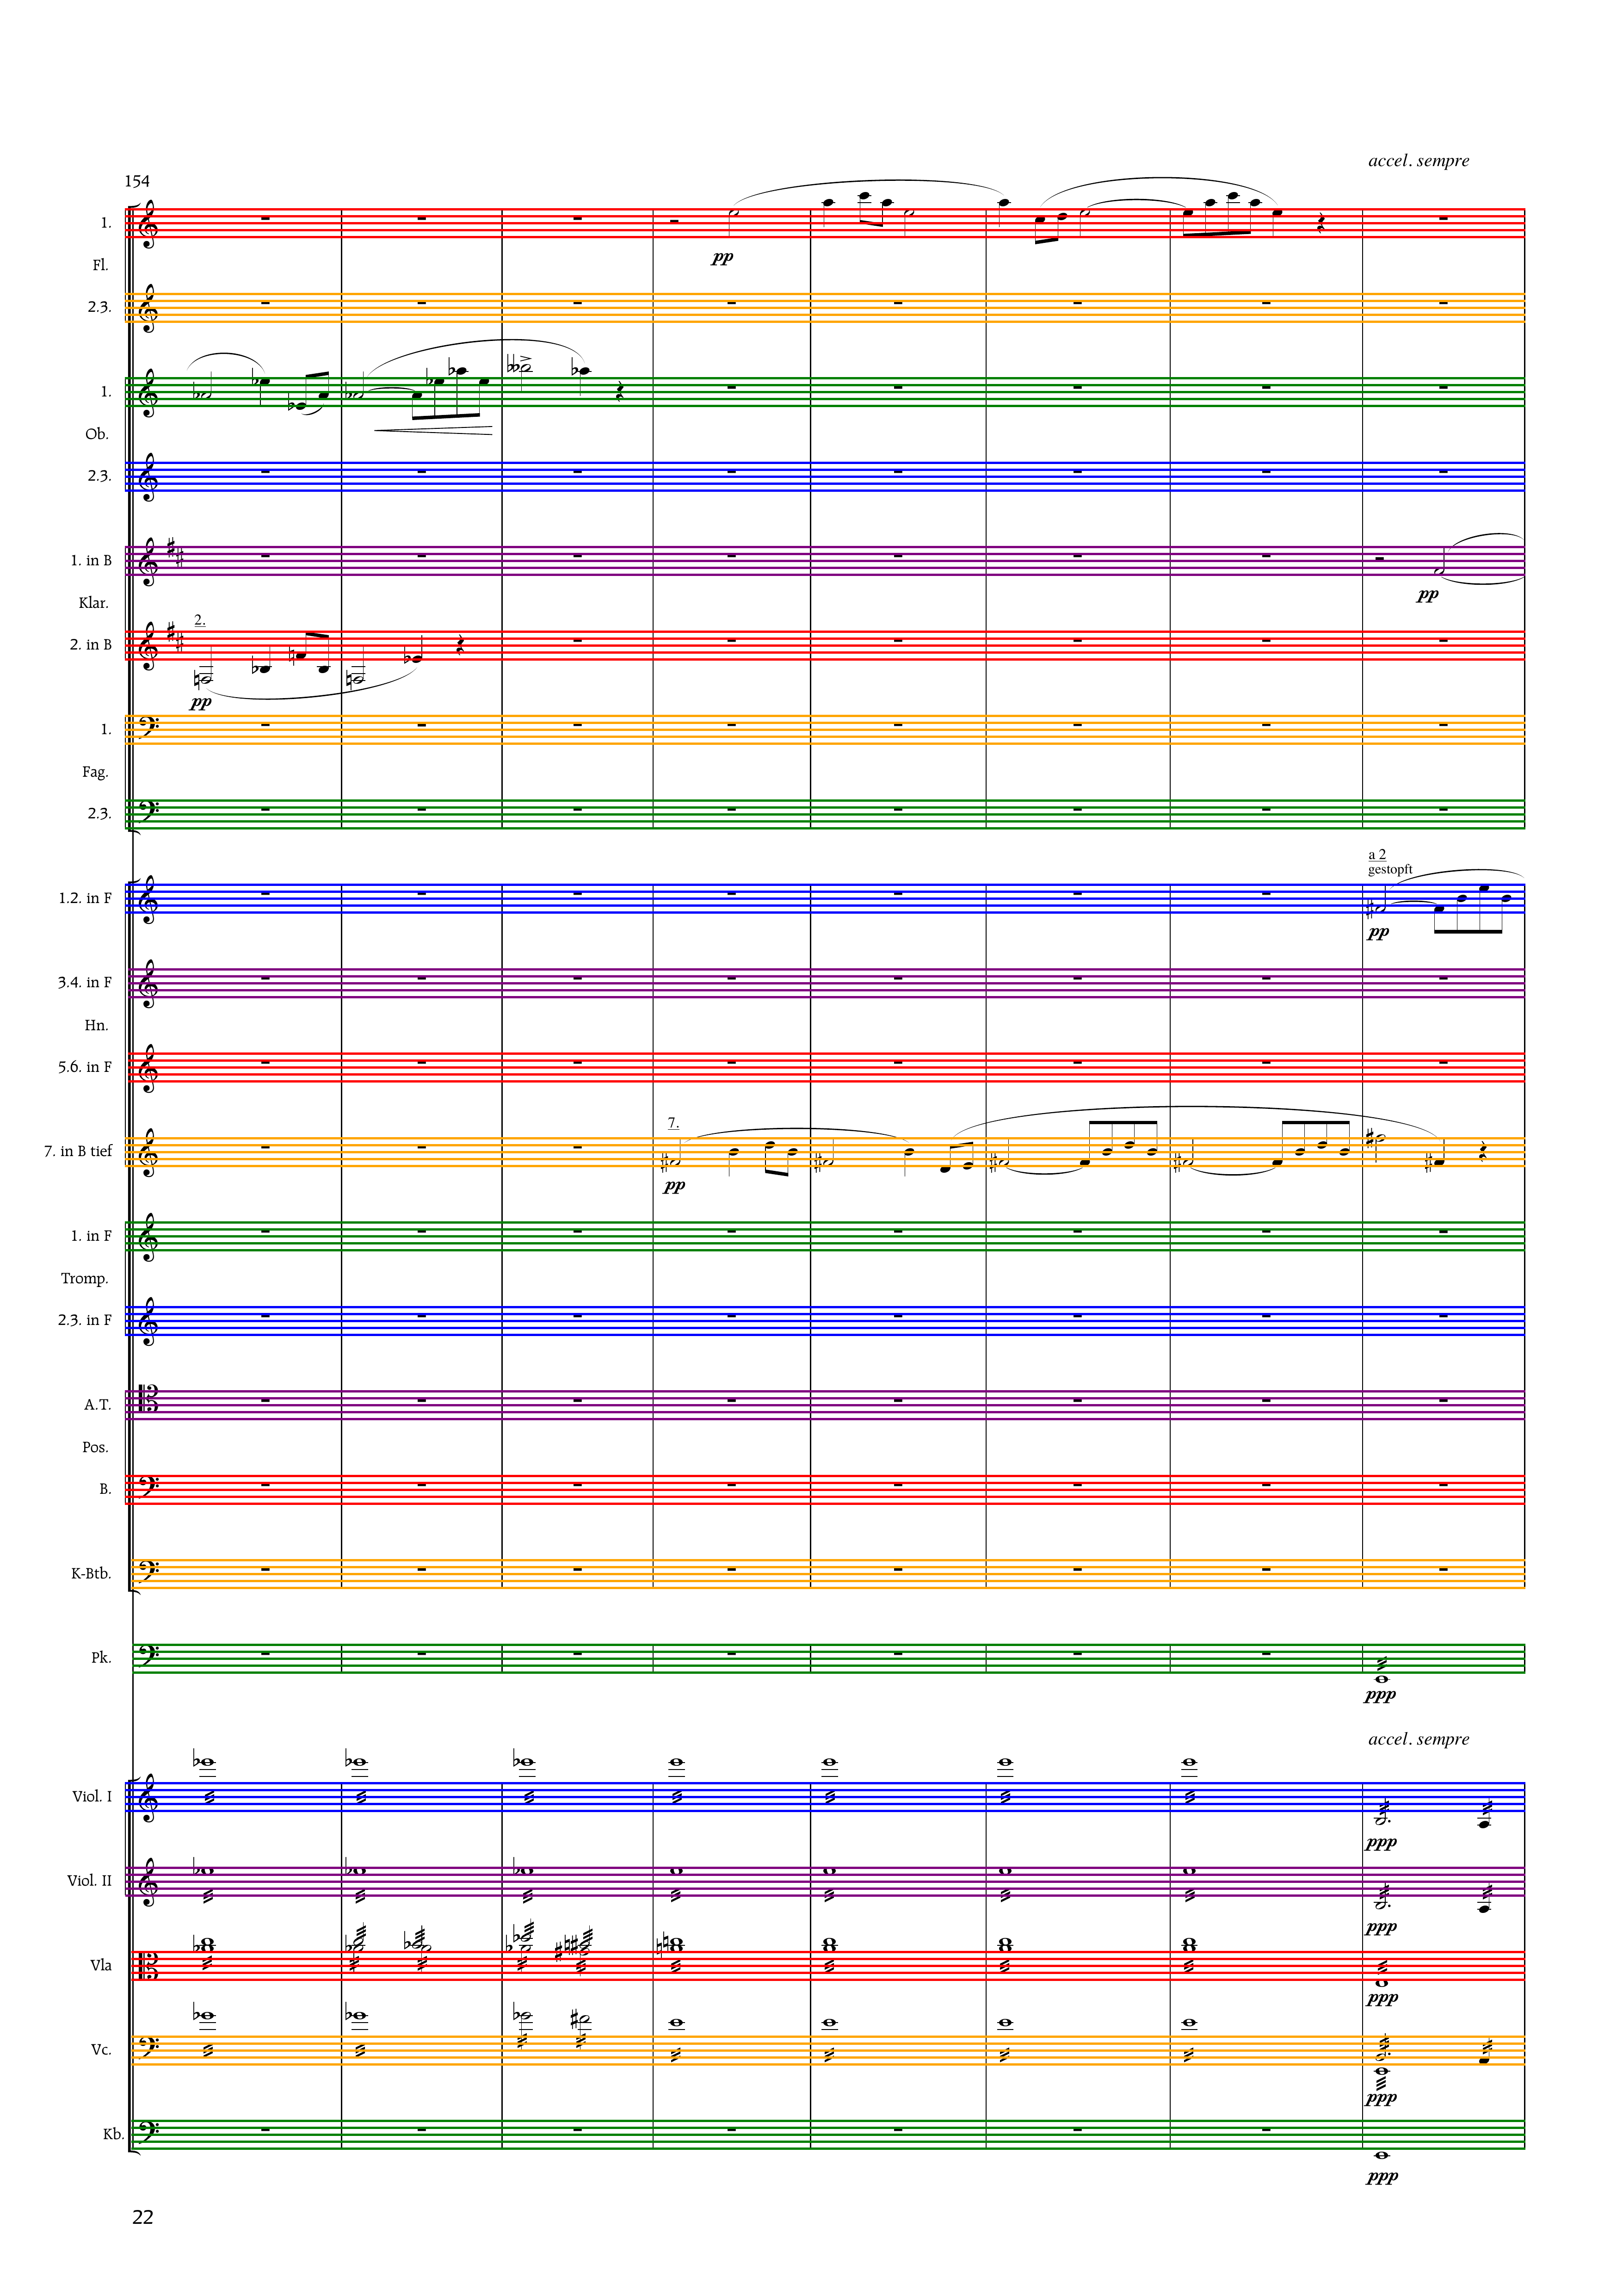 accel. sempre
154
1.
Fl.
pp
2.3.
1.
Ob.
2.3.
1. in B
pp
Klar.
2.
2. in B
pp
1.
Fag.
2.3.
a 2
gestopft
1.2. in F
pp
3.4. in F
Hn.
5.6. in F
7.
7. in B tief
pp
1. in F
Tromp.
2.3. in F
A.T.
Pos.
B.
K-Btb.
Pk.
ppp
accel. sempre
Viol. I
ppp
Viol. II
ppp
Vla
ppp
Vc.
ppp
Kb.
ppp
22